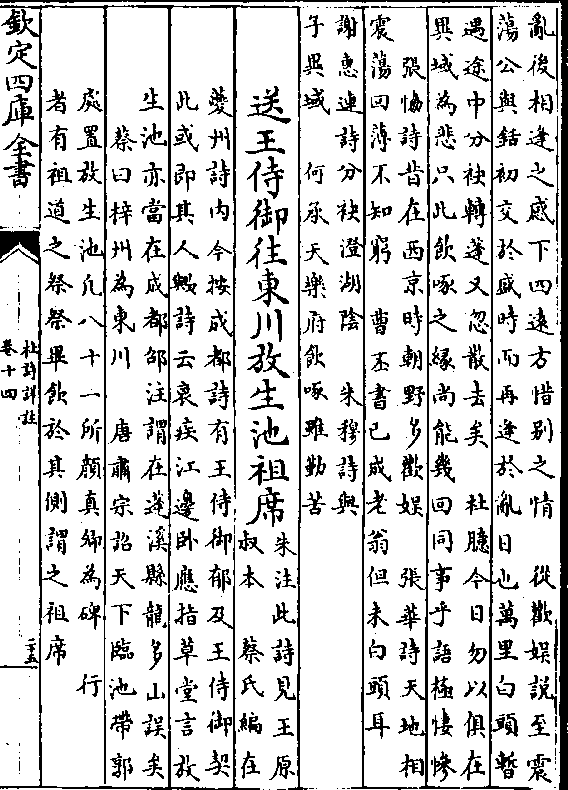 亂後相逢之感下四遠方惜别之情　從歡娱説至震
蕩公與銛初交於盛時而再逢於亂日也萬里白頭暫
遇途中分袂轉蓬又忽散去矣　杜臆今日勿以俱在
異域為悲只此飲啄之縁尚能幾回同事乎語極悽慘
張協詩昔在西京時朝野多歡娱　張華詩天地相
震蕩回薄不知窮　曹丕書已成老翁但未白頭耳
謝惠連詩分袂澄湖陰　朱穆詩與
子異域　何承天樂府飲啄雖勤苦
送王侍御往東川放生池祖席
朱注此詩見王原
叔本　蔡氏編在
夔州詩内今按成都詩有王侍御郁及王侍御契
此或即其人歟詩云衰疾江邊卧應指草堂言放
生池亦當在成都邵注謂在蓬溪縣龍多山誤矣
蔡曰梓州為東川　唐肅宗詔天下臨池帶郭
處置放生池凡八十一所顔真卿為碑　行
者有祖道之祭祭畢飲於其側謂之祖席
欽定四庫全書
杜詩詳註
卷十四
二五